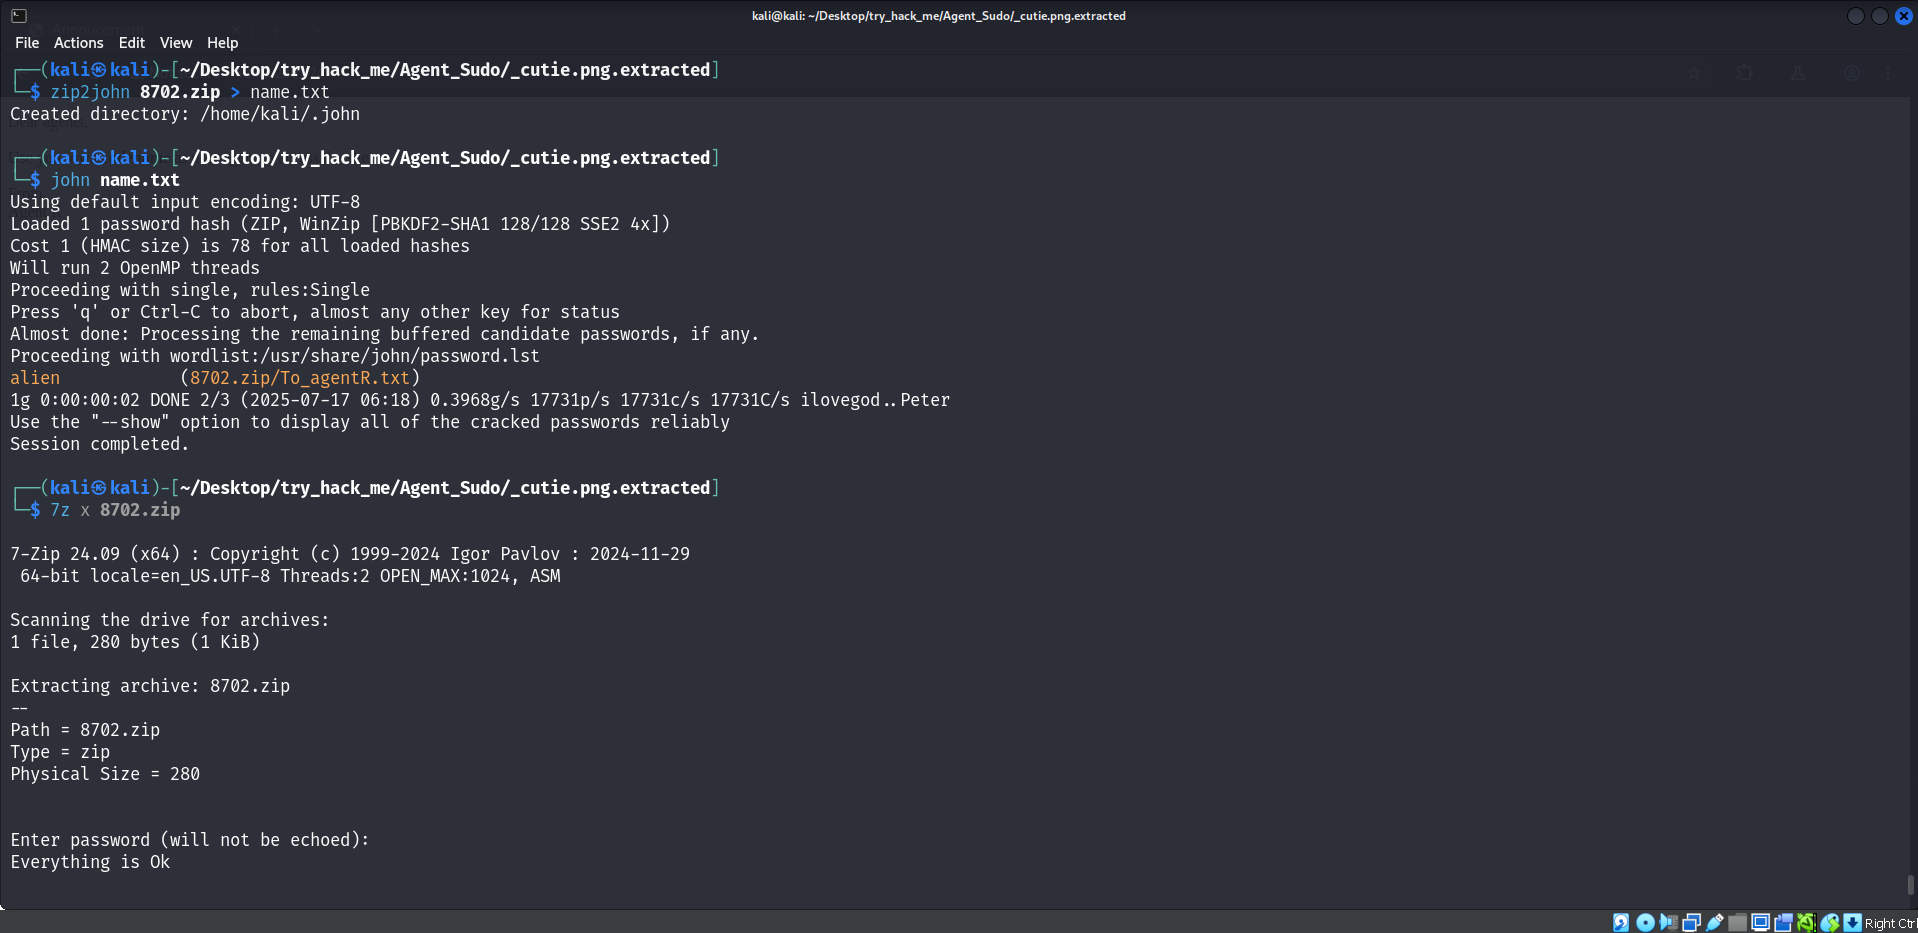 kali@kali: ~/Desktop/try_hack_me/Agent_Sudo/_cutie.png.extracted
File Actions Edit View Help
┌──(kali㉿kali)-[~/Desktop/try_hack_me/Agent_Sudo/_cutie.png.extracted]
└─$ zip2john 8702.zip > name.txt
Created directory: /home/kali/.john
┌──(kali㉿kali)-[~/Desktop/try_hack_me/Agent_Sudo/_cutie.png.extracted]
└─$ john name.txt
Using default input encoding: UTF-8
Loaded 1 password hash (ZIP, WinZip [PBKDF2-SHA1 128/128 SSE2 4x])
Cost 1 (HMAC size) is 78 for all loaded hashes
Will run 2 OpenMP threads
Proceeding with single, rules:Single
Press 'q' or Ctrl-C to abort, almost any other key for status
Almost done: Processing the remaining buffered candidate passwords, if any.
Proceeding with wordlist:/usr/share/john/password.lst
alien            (8702.zip/To_agentR.txt)
1g 0:00:00:02 DONE 2/3 (2025-07-17 06:18) 0.3968g/s 17731p/s 17731c/s 17731C/s ilovegod..Peter
Use the "--show" option to display all of the cracked passwords reliably
Session completed.
┌──(kali㉿kali)-[~/Desktop/try_hack_me/Agent_Sudo/_cutie.png.extracted]
└─$ 7z x 8702.zip
7-Zip 24.09 (x64) : Copyright (c) 1999-2024 Igor Pavlov : 2024-11-29
64-bit locale=en_US.UTF-8 Threads:2 OPEN_MAX:1024, ASM
Scanning the drive for archives:
1 file, 280 bytes (1 KiB)
Extracting archive: 8702.zip
--
Path = 8702.zip
Type = zip
Physical Size = 280
Enter password (will not be echoed):
Everything is Ok
Right Ctrl